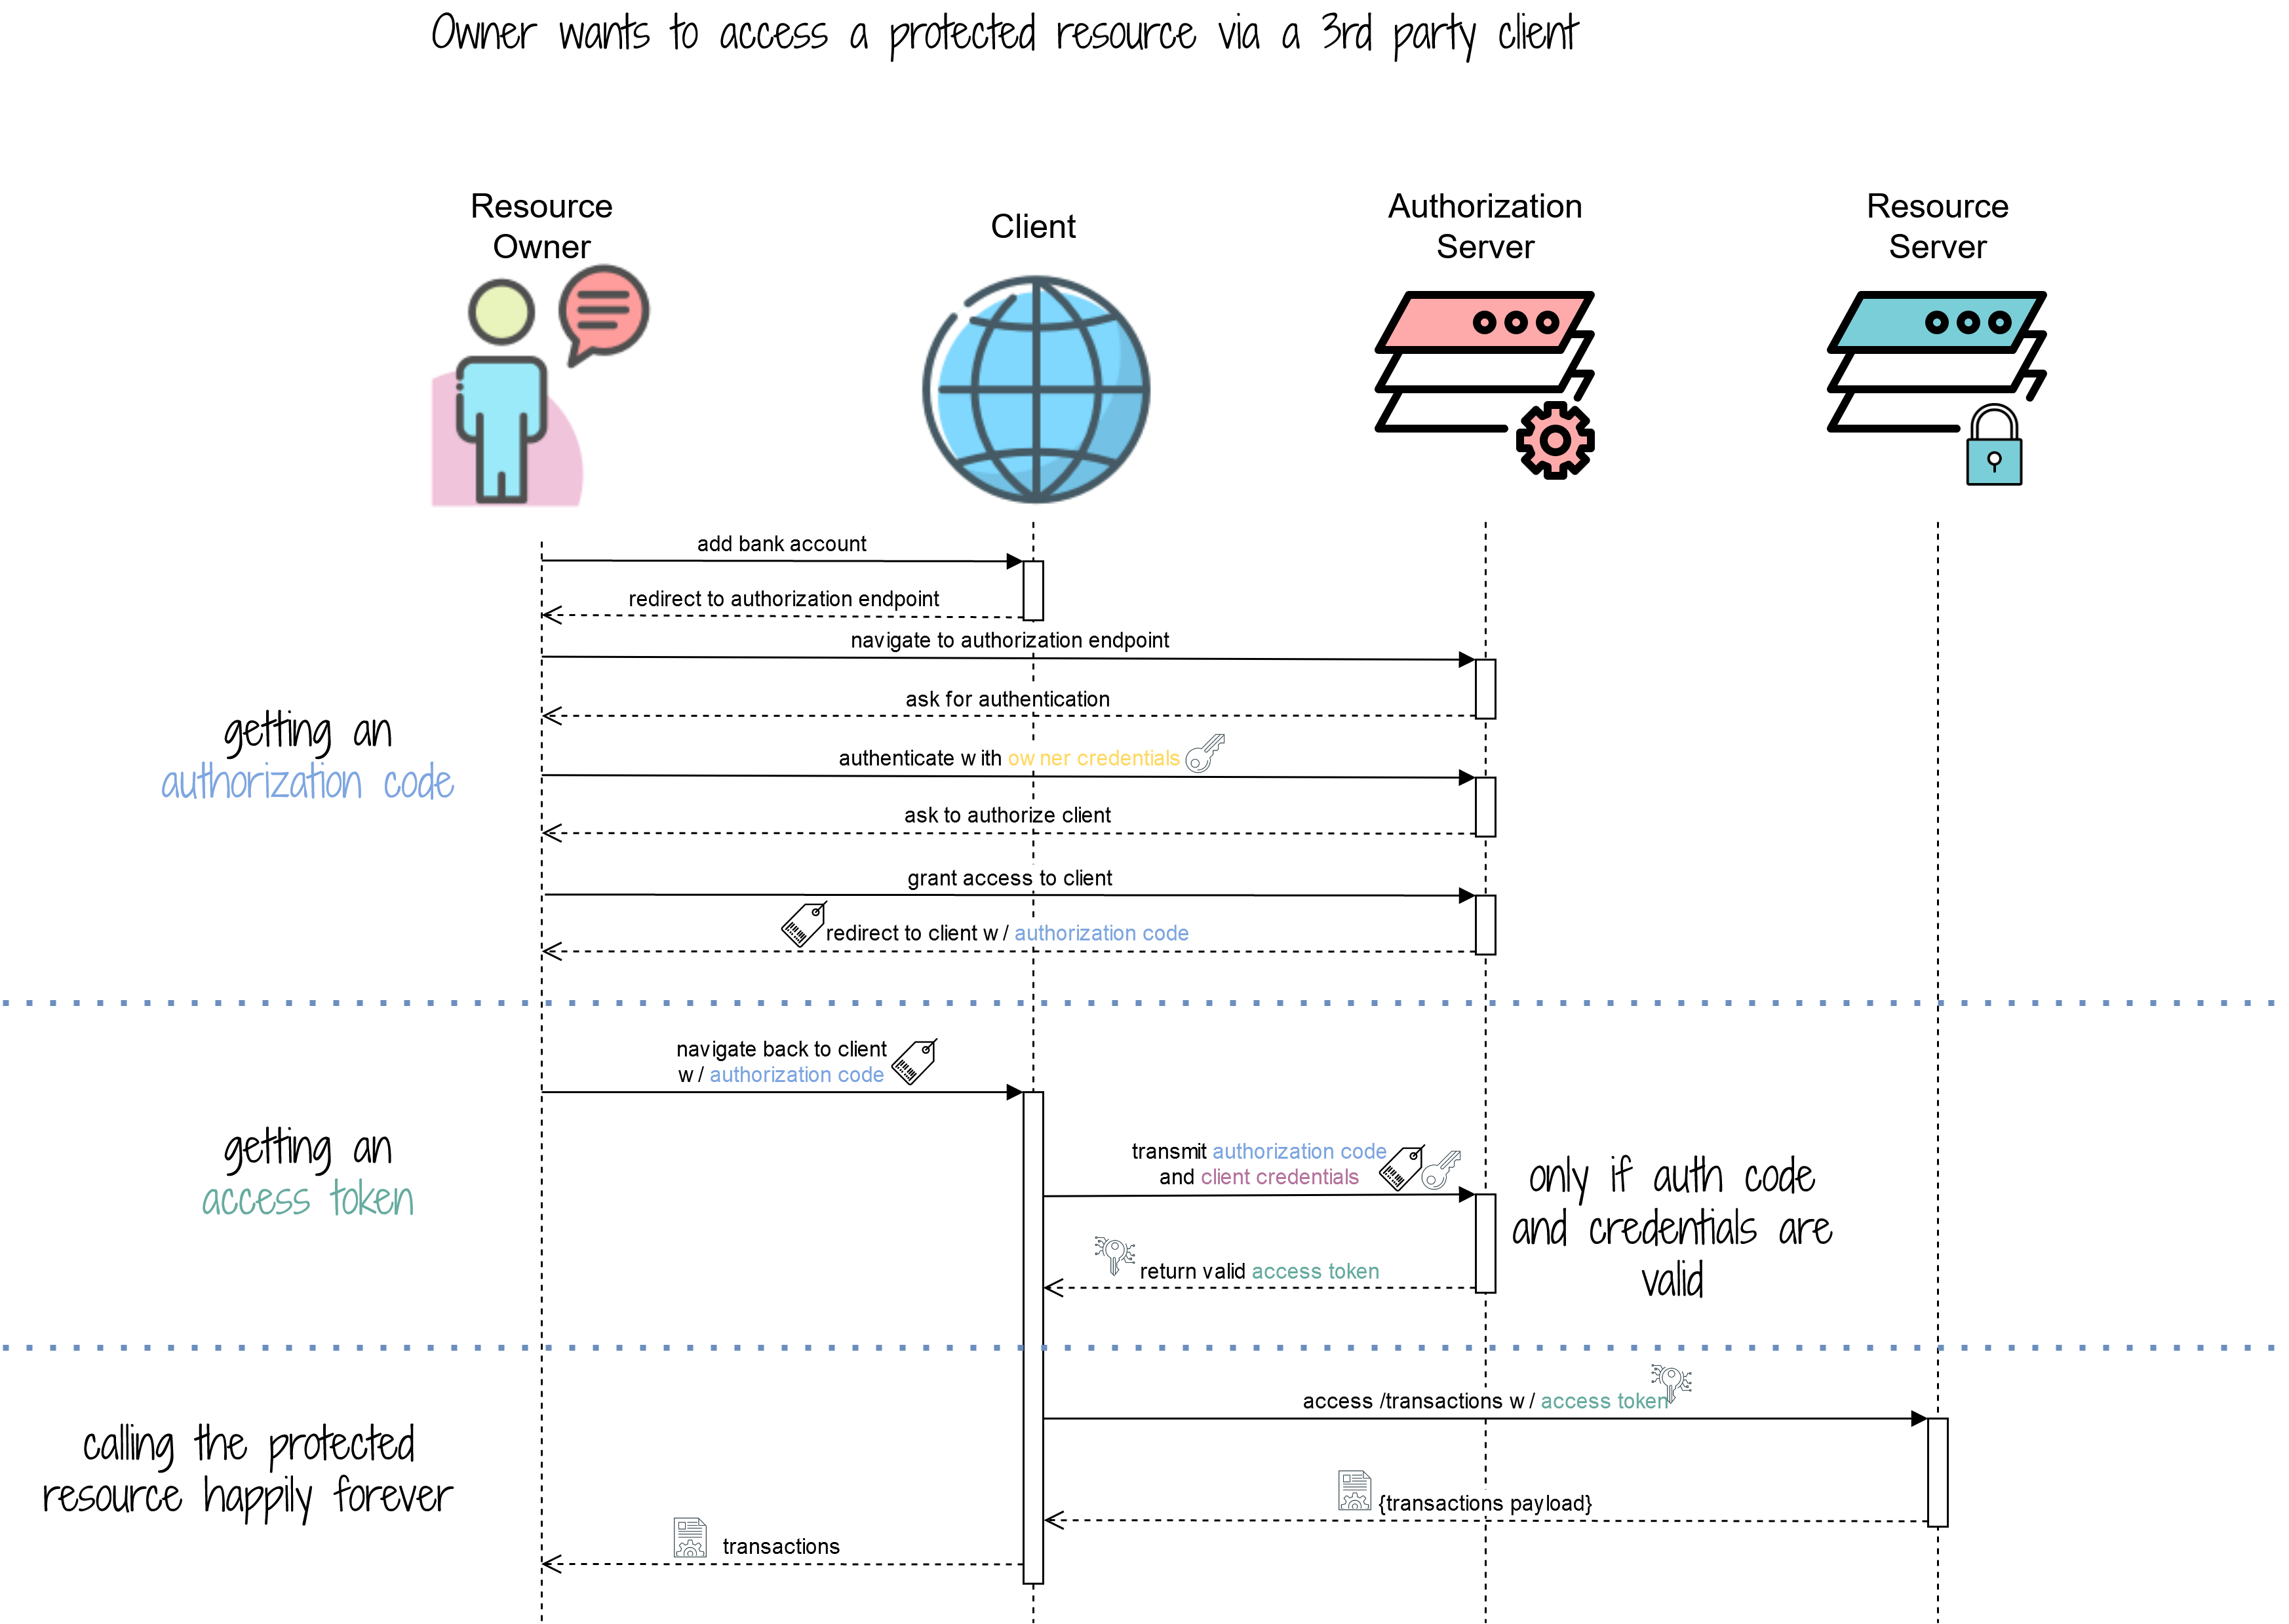 Owner wants to access a protected resource via a 3rd party client
Resource
Owner
Client
Authorization
Server
Resource
Server
add bank account
redirect to authorization endpoint
navigate to authorization endpoint
ask for authentication
getting an
authorization code
authenticate with owner credentials
ask to authorize client
grant access to client
redirect to client w/ authorization code
navigate back to client
w/ authorization code
getting an
access token
transmit authorization code
and client credentials
only if auth code
and credentials are
valid
return valid access token
access /transactions w/ access token
calling the protected
resource happily forever
{transactions payload}
transactions